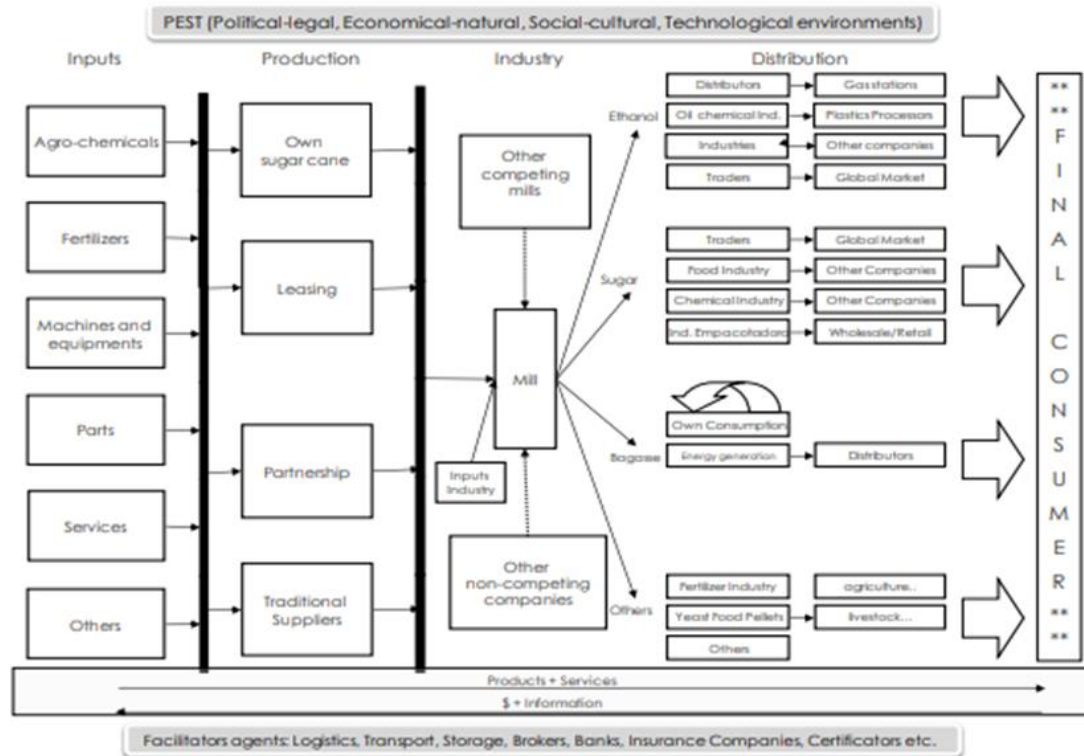 PEST (Political-legal, Economical-natural, Social-cultural, Technological environments)
Inputs
Production
Industry
Distribution
Agro-chemicals
Fertilizers
Machines and
equipments
Parts
Services
Others
Own
sugar cane
Leasing
Partnership
Traditional
Suppliers
Other
competing
mills
Mill
Inputs
Industry
Other
non-competing
companies
Ethanol
Distributors
Gas stations
Oil chemical Ind.
Plastics Processors
Industries
Other companies
Traders
Global Market
Sugar
Traders
Global Market
Food Industry
Other Companies
Chemical Industry
Other Companies
Ind. Empacotadora
Wholesale/Retail
Bagasse
Own Consumption
Energy generation
Distributors
Others
Fertilizer Industry
agriculture..
Yeast Food Pellets
livestock...
Others
** ** FINAL CONSUMER ** **
Products + Services
$ + Information
Facilitators agents: Logistics, Transport, Storage, Brokers, Banks, Insurance Companies, Certificators etc.